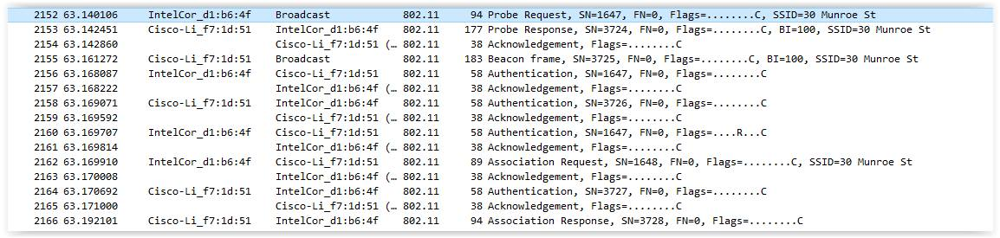 2152 63.140106 IntelCor_d1:b6:4f Broadcast 802.11 94 Probe Request, SN=1647, FN=0, Flags=........C, SSID=30 Munroe St
2153 63.142451 Cisco-Li_f7:1d:51 IntelCor_d1:b6:4f 802.11 177 Probe Response, SN=3724, FN=0, Flags=........C, BI=100, SSID=30 Munroe St
2154 63.142860 Cisco-Li_f7:1d:51 (… 802.11 38 Acknowledgement, Flags=........C
2155 63.161272 Cisco-Li_f7:1d:51 Broadcast 802.11 183 Beacon frame, SN=3725, FN=0, Flags=........C, BI=100, SSID=30 Munroe St
2156 63.168087 IntelCor_d1:b6:4f Cisco-Li_f7:1d:51 802.11 58 Authentication, SN=1647, FN=0, Flags=........C
2157 63.168222 IntelCor_d1:b6:4f (… 802.11 38 Acknowledgement, Flags=........C
2158 63.169071 Cisco-Li_f7:1d:51 IntelCor_d1:b6:4f 802.11 58 Authentication, SN=3726, FN=0, Flags=........C
2159 63.169592 Cisco-Li_f7:1d:51 (… 802.11 38 Acknowledgement, Flags=........C
2160 63.169707 IntelCor_d1:b6:4f Cisco-Li_f7:1d:51 802.11 58 Authentication, SN=1647, FN=0, Flags=....R...C
2161 63.169814 IntelCor_d1:b6:4f (… 802.11 38 Acknowledgement, Flags=........C
2162 63.169910 IntelCor_d1:b6:4f Cisco-Li_f7:1d:51 802.11 89 Association Request, SN=1648, FN=0, Flags=........C, SSID=30 Munroe St
2163 63.170008 IntelCor_d1:b6:4f (… 802.11 38 Acknowledgement, Flags=........C
2164 63.170692 Cisco-Li_f7:1d:51 IntelCor_d1:b6:4f 802.11 58 Authentication, SN=3727, FN=0, Flags=........C
2165 63.171000 Cisco-Li_f7:1d:51 (… 802.11 38 Acknowledgement, Flags=........C
2166 63.192101 Cisco-Li_f7:1d:51 IntelCor_d1:b6:4f 802.11 94 Association Response, SN=3728, FN=0, Flags=........C